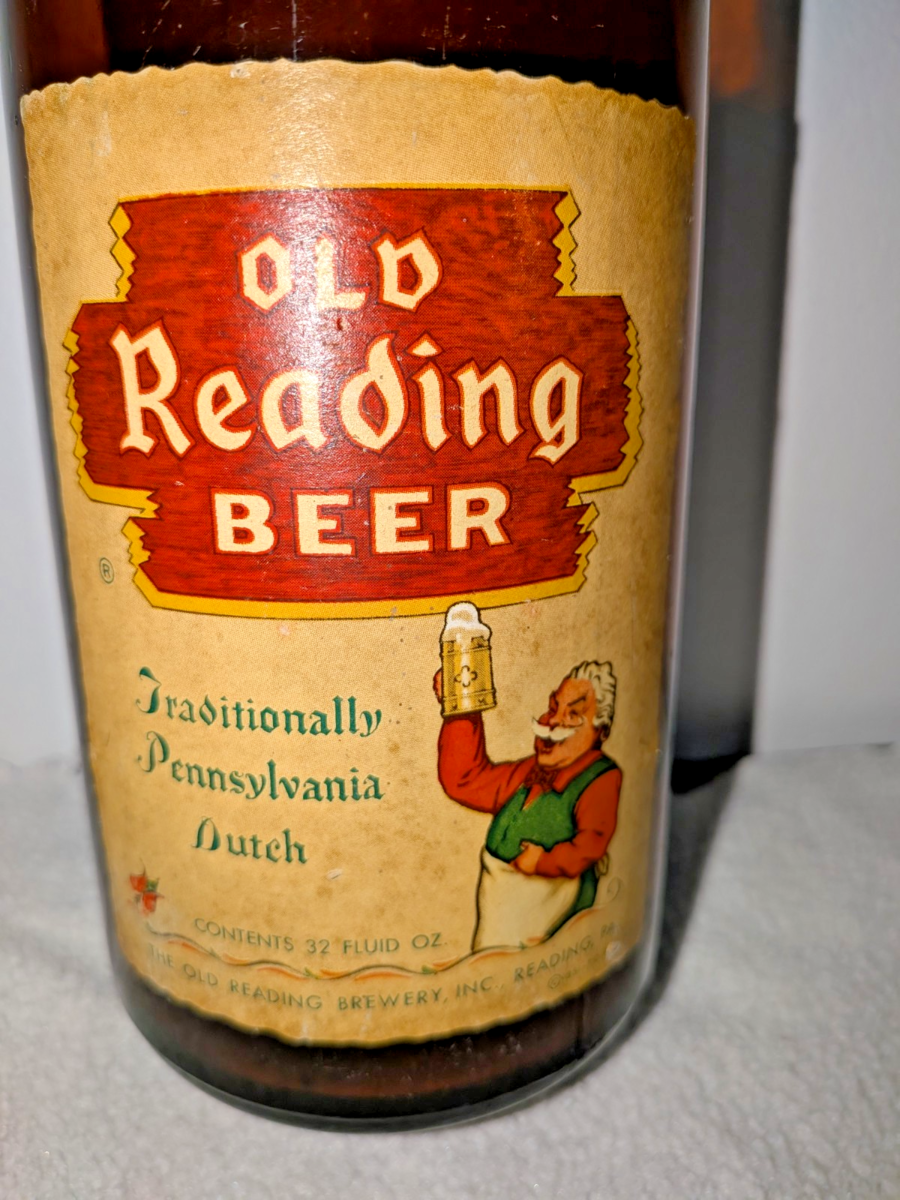 OLD
Reading
BEER
®
Traditionally
Pennsylvania
Dutch
CONTENTS 32 FLUID OZ.
THE OLD READING BREWERY, INC., READING, PA.